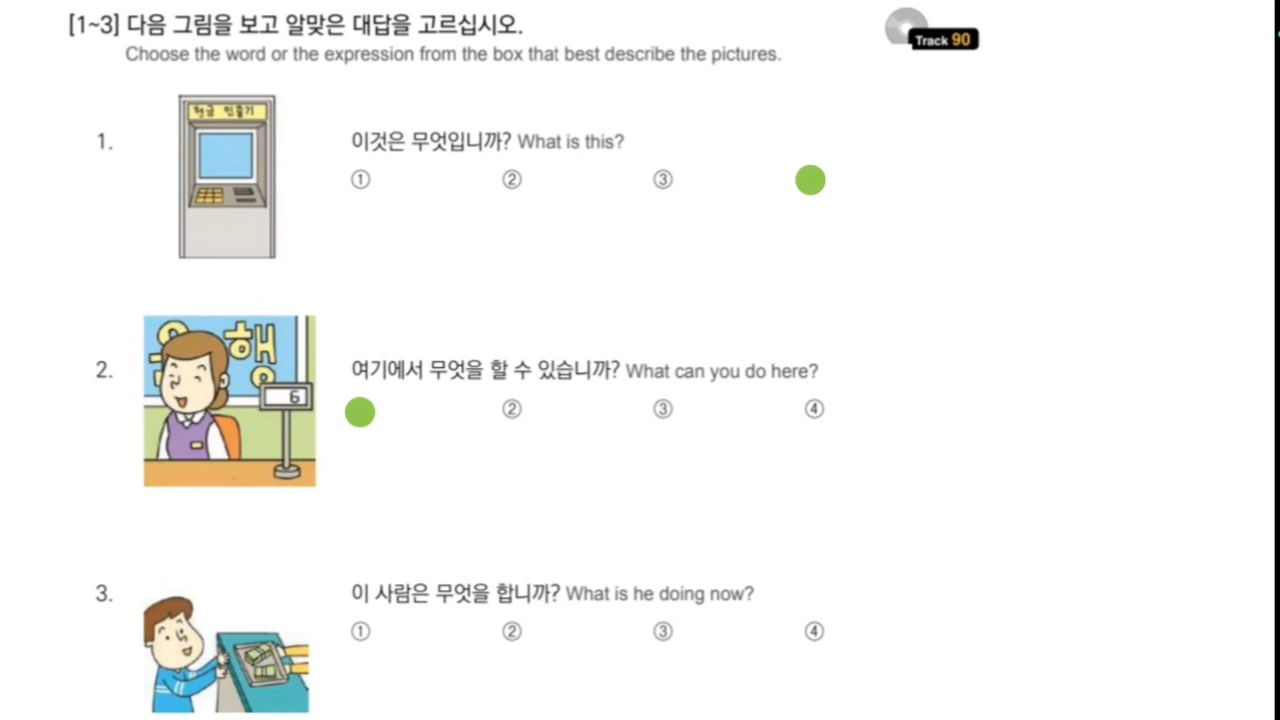 [1~3] 다음 그림을 보고 알맞은 대답을 고르십시오.
Choose the word or the expression from the box that best describe the pictures.
Track 90
현금 인출기
1. 이것은 무엇입니까? What is this?
① ② ③
은행
6
2. 여기에서 무엇을 할 수 있습니까? What can you do here?
② ③ ④
3. 이 사람은 무엇을 합니까? What is he doing now?
① ② ③ ④